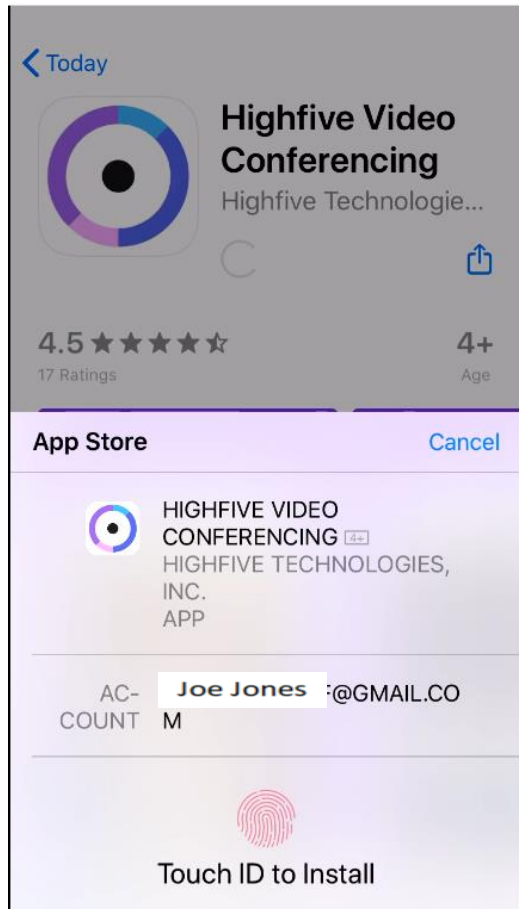 Today
Highfive Video
Conferencing
Highfive Technologie...
4.5 ★★★★☆
17 Ratings
4+
Age
App Store
Cancel
HIGHFIVE VIDEO
CONFERENCING 4+
HIGHFIVE TECHNOLOGIES,
INC.
APP
AC-
COUNT
Joe Jones F@GMAIL.CO
M
Touch ID to Install